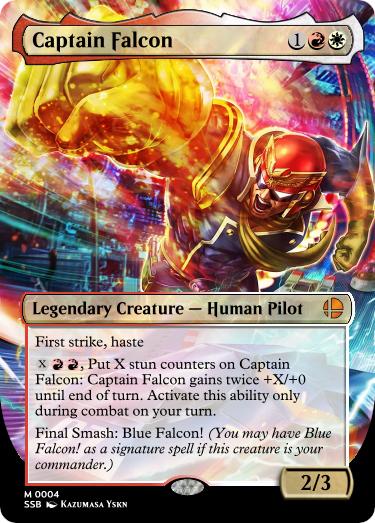 Captain Falcon 1
Legendary Creature — Human Pilot
First strike, haste
X , Put X stun counters on Captain
Falcon: Captain Falcon gains twice +X/+0
until end of turn. Activate this ability only
during combat on your turn.
Final Smash: Blue Falcon! (You may have Blue
Falcon! as a signature spell if this creature is your
commander.)
2/3
M 0004
SSB Kazumasa Yskn